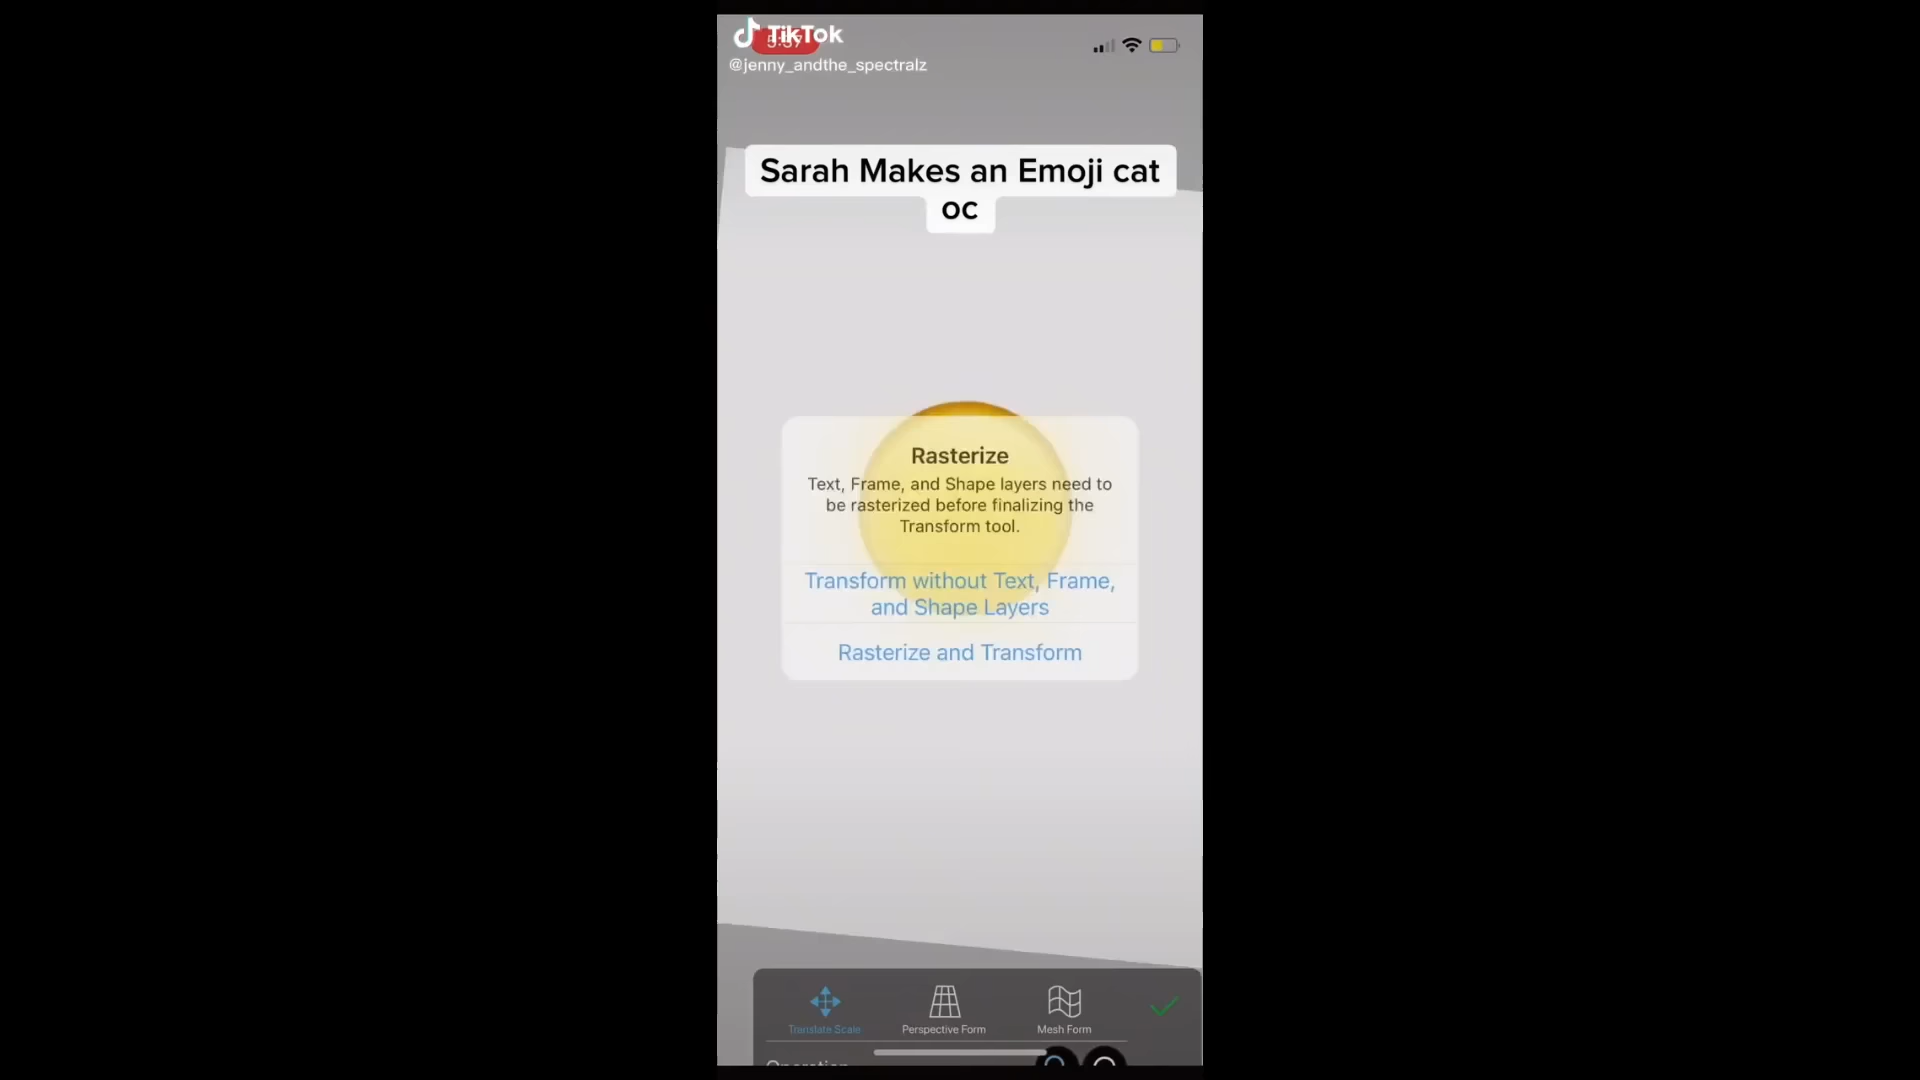 TikTok
@jenny_andthe_spectralz
Sarah Makes an Emoji cat
oc
Rasterize
Text, Frame, and Shape layers need to
be rasterized before finalizing the
Transform tool.
Transform without Text, Frame,
and Shape Layers
Rasterize and Transform
Translate Scale
Perspective Form
Mesh Form